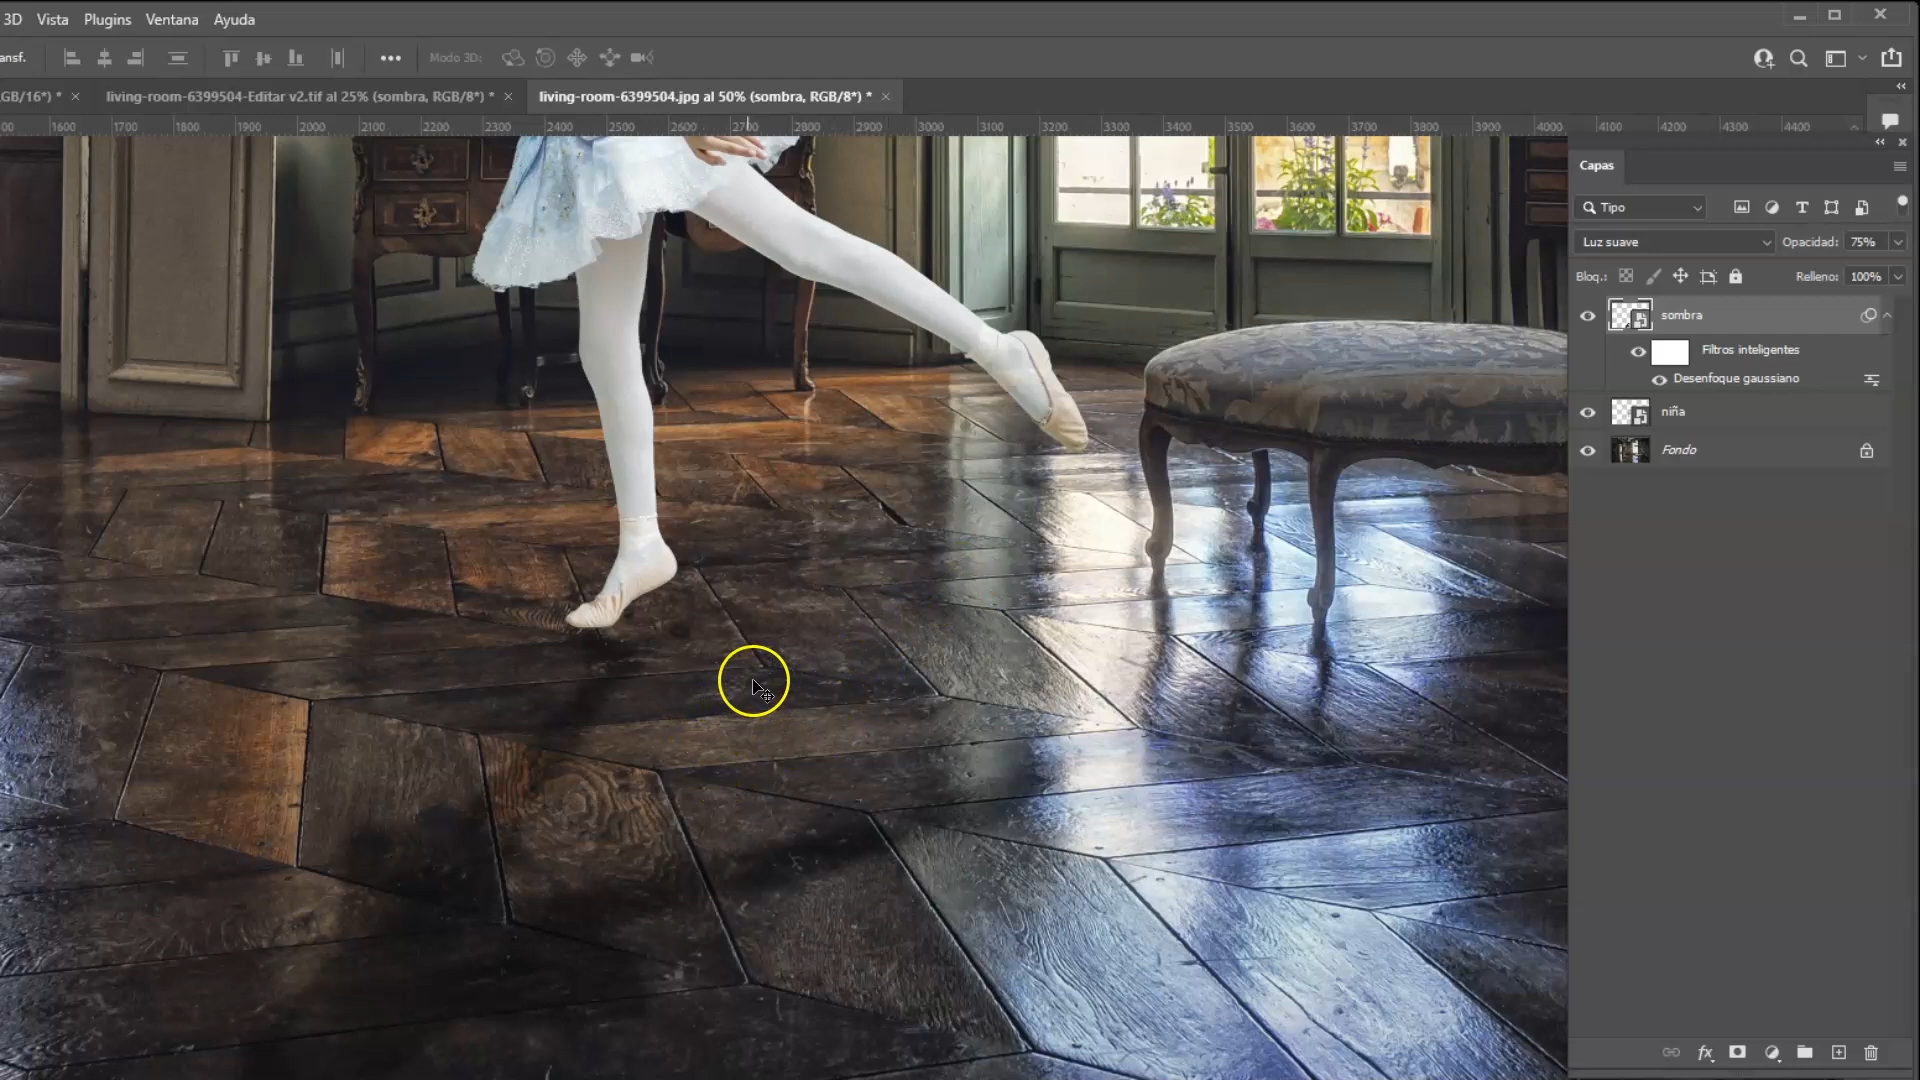 3D Vista Plugins Ventana Ayuda
ansf. Modo 3D:
GB/16*) * living-room-6399504-Editar v2.tif al 25% (sombra, RGB/8*) * living-room-6399504.jpg al 50% (sombra, RGB/8*) *
00 1600 1700 1800 1900 2000 2100 2200 2300 2400 2500 2600 2700 2800 2900 3000 3100 3200 3300 3400 3500 3600 3700 3800 3900 4000 4100 4200 4300 4400
Capas
Tipo
Luz suave Opacidad: 75%
Bloq.: Relleno: 100%
sombra
Filtros inteligentes
Desenfoque gaussiano
niña
Fondo
fx